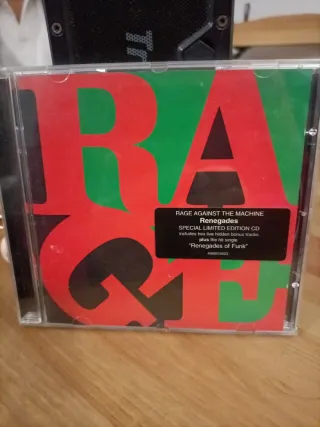 RA
GE
RAGE AGAINST THE MACHINE
Renegades
SPECIAL LIMITED EDITION CD
includes two live hidden bonus tracks
plus the hit single
"Renegades of Funk"